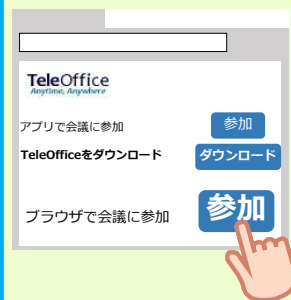 TeleOffice
Anytime, Anywhere
アプリで会議に参加 参加
TeleOfficeをダウンロード ダウンロード
ブラウザで会議に参加 参加